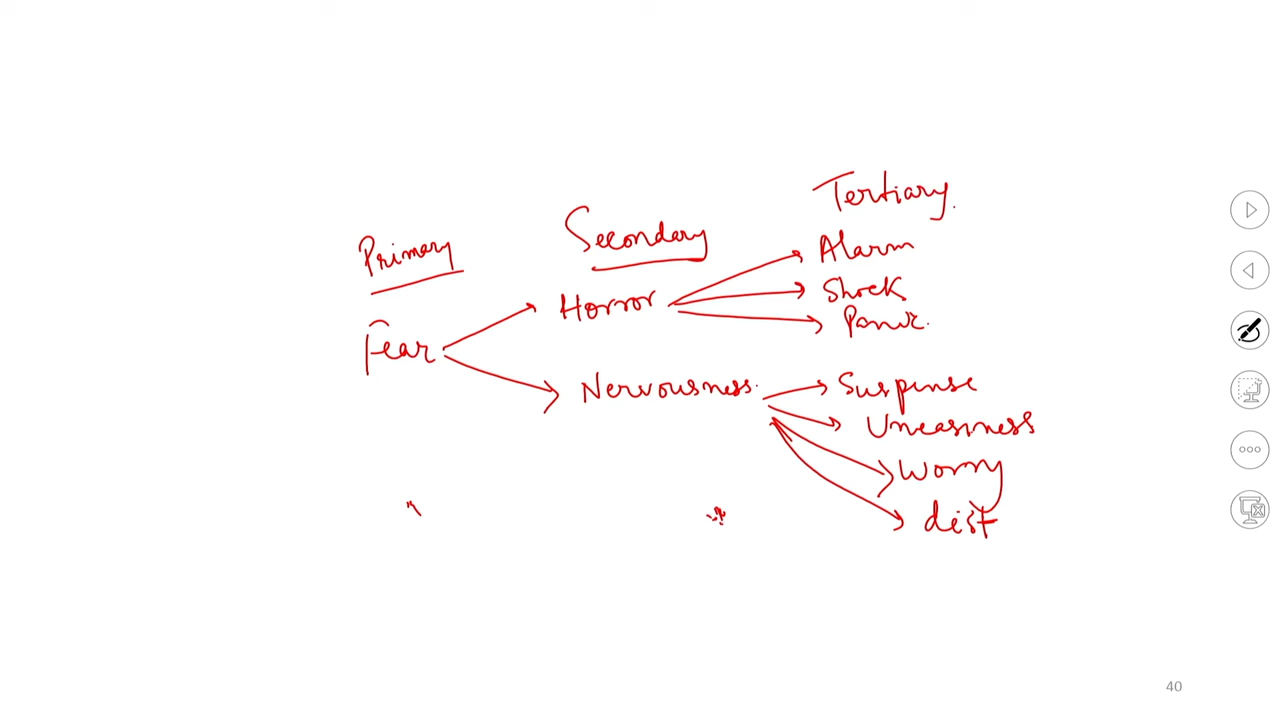 Tertiary.
Secondary
Primary
Alarm
Horror
Shock
Panic.
Fear
Nervousness.
Suspense
Uneasiness
Worry
dist
40